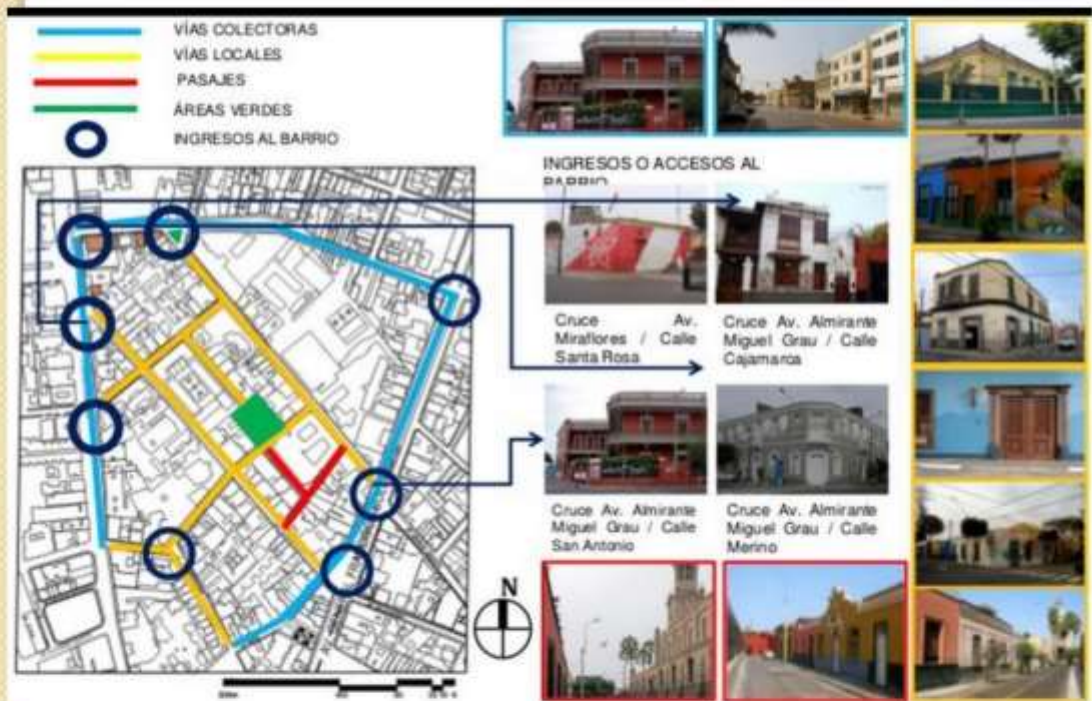 VÍAS COLECTORAS
VÍAS LOCALES
PASAJES
ÁREAS VERDES
INGRESOS AL BARRIO
INGRESOS O ACCESOS AL
BARRIO
Cruce Av.
Miraflores / Calle
Santa Rosa
Cruce Av. Almirante
Miguel Grau / Calle
Cajamarca
Cruce Av. Almirante
Miguel Grau / Calle
San Antonio
Cruce Av. Almirante
Miguel Grau / Calle
Merino
N